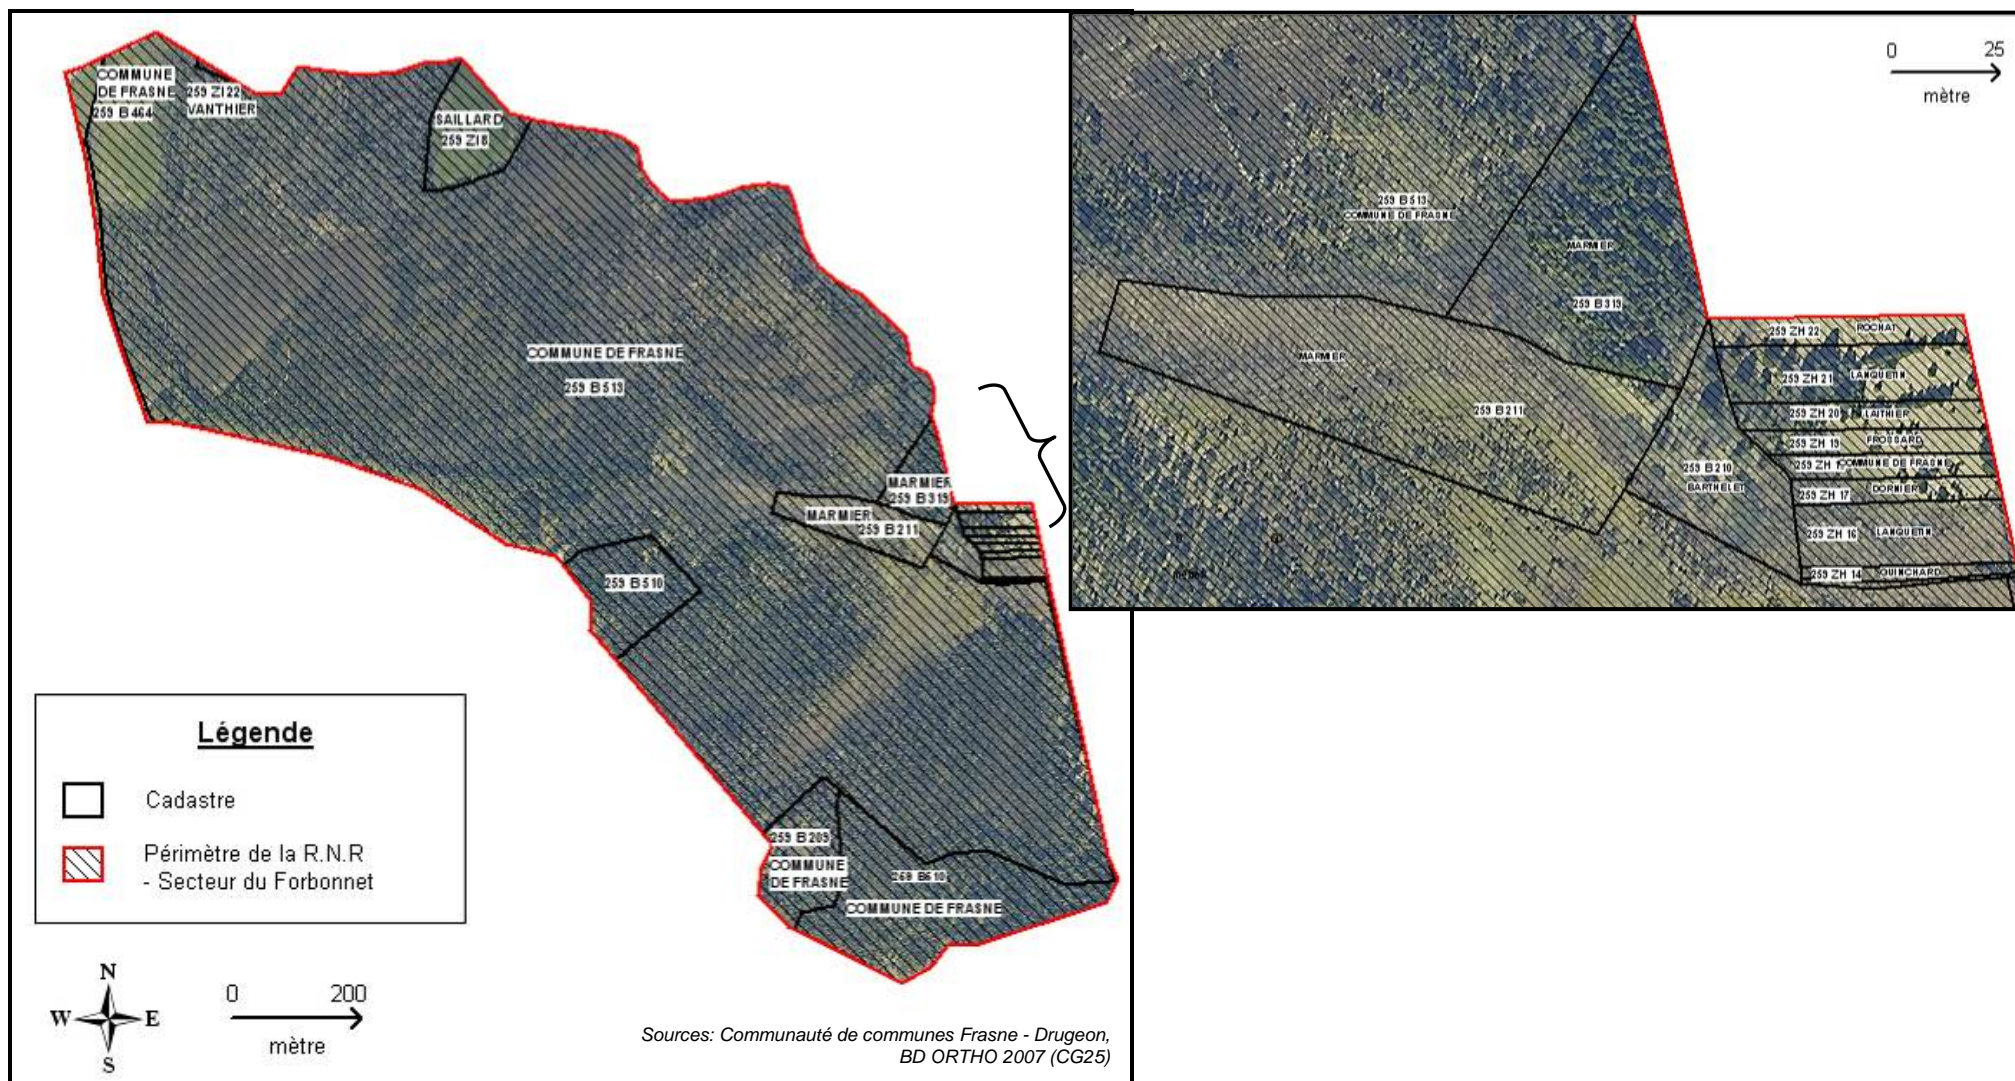 COMMUNE
DE FRASNE
259 B 464
259 ZI 22
VANTHIER
SAILLARD
259 ZI 8
COMMUNE DE FRASNE
259 B 513
MARMIER
259 B 319
MARMIER
259 B 211
259 B 510
259 B 209
COMMUNE
DE FRASNE
259 B 610
COMMUNE DE FRASNE
Légende
Cadastre
Périmètre de la R.N.R
- Secteur du Forbonnet
N
W E
S
0 200
mètre
Sources: Communauté de communes Frasne - Drugeon,
BD ORTHO 2007 (CG25)
0 25
mètre
259 B 513
COMMUNE DE FRASNE
MARMIER
259 B 319
MARMIER
259 B 211
259 B 210
BARTHELET
259 ZH 22 ROCHAT
259 ZH 21 LANQUETIN
259 ZH 20 LAITHIER
259 ZH 19 FROSSARD
259 ZH 1 COMMUNE DE FRASNE
259 ZH 17 DORNIER
259 ZH 16 LANQUETIN
259 ZH 14 GUINCHARD